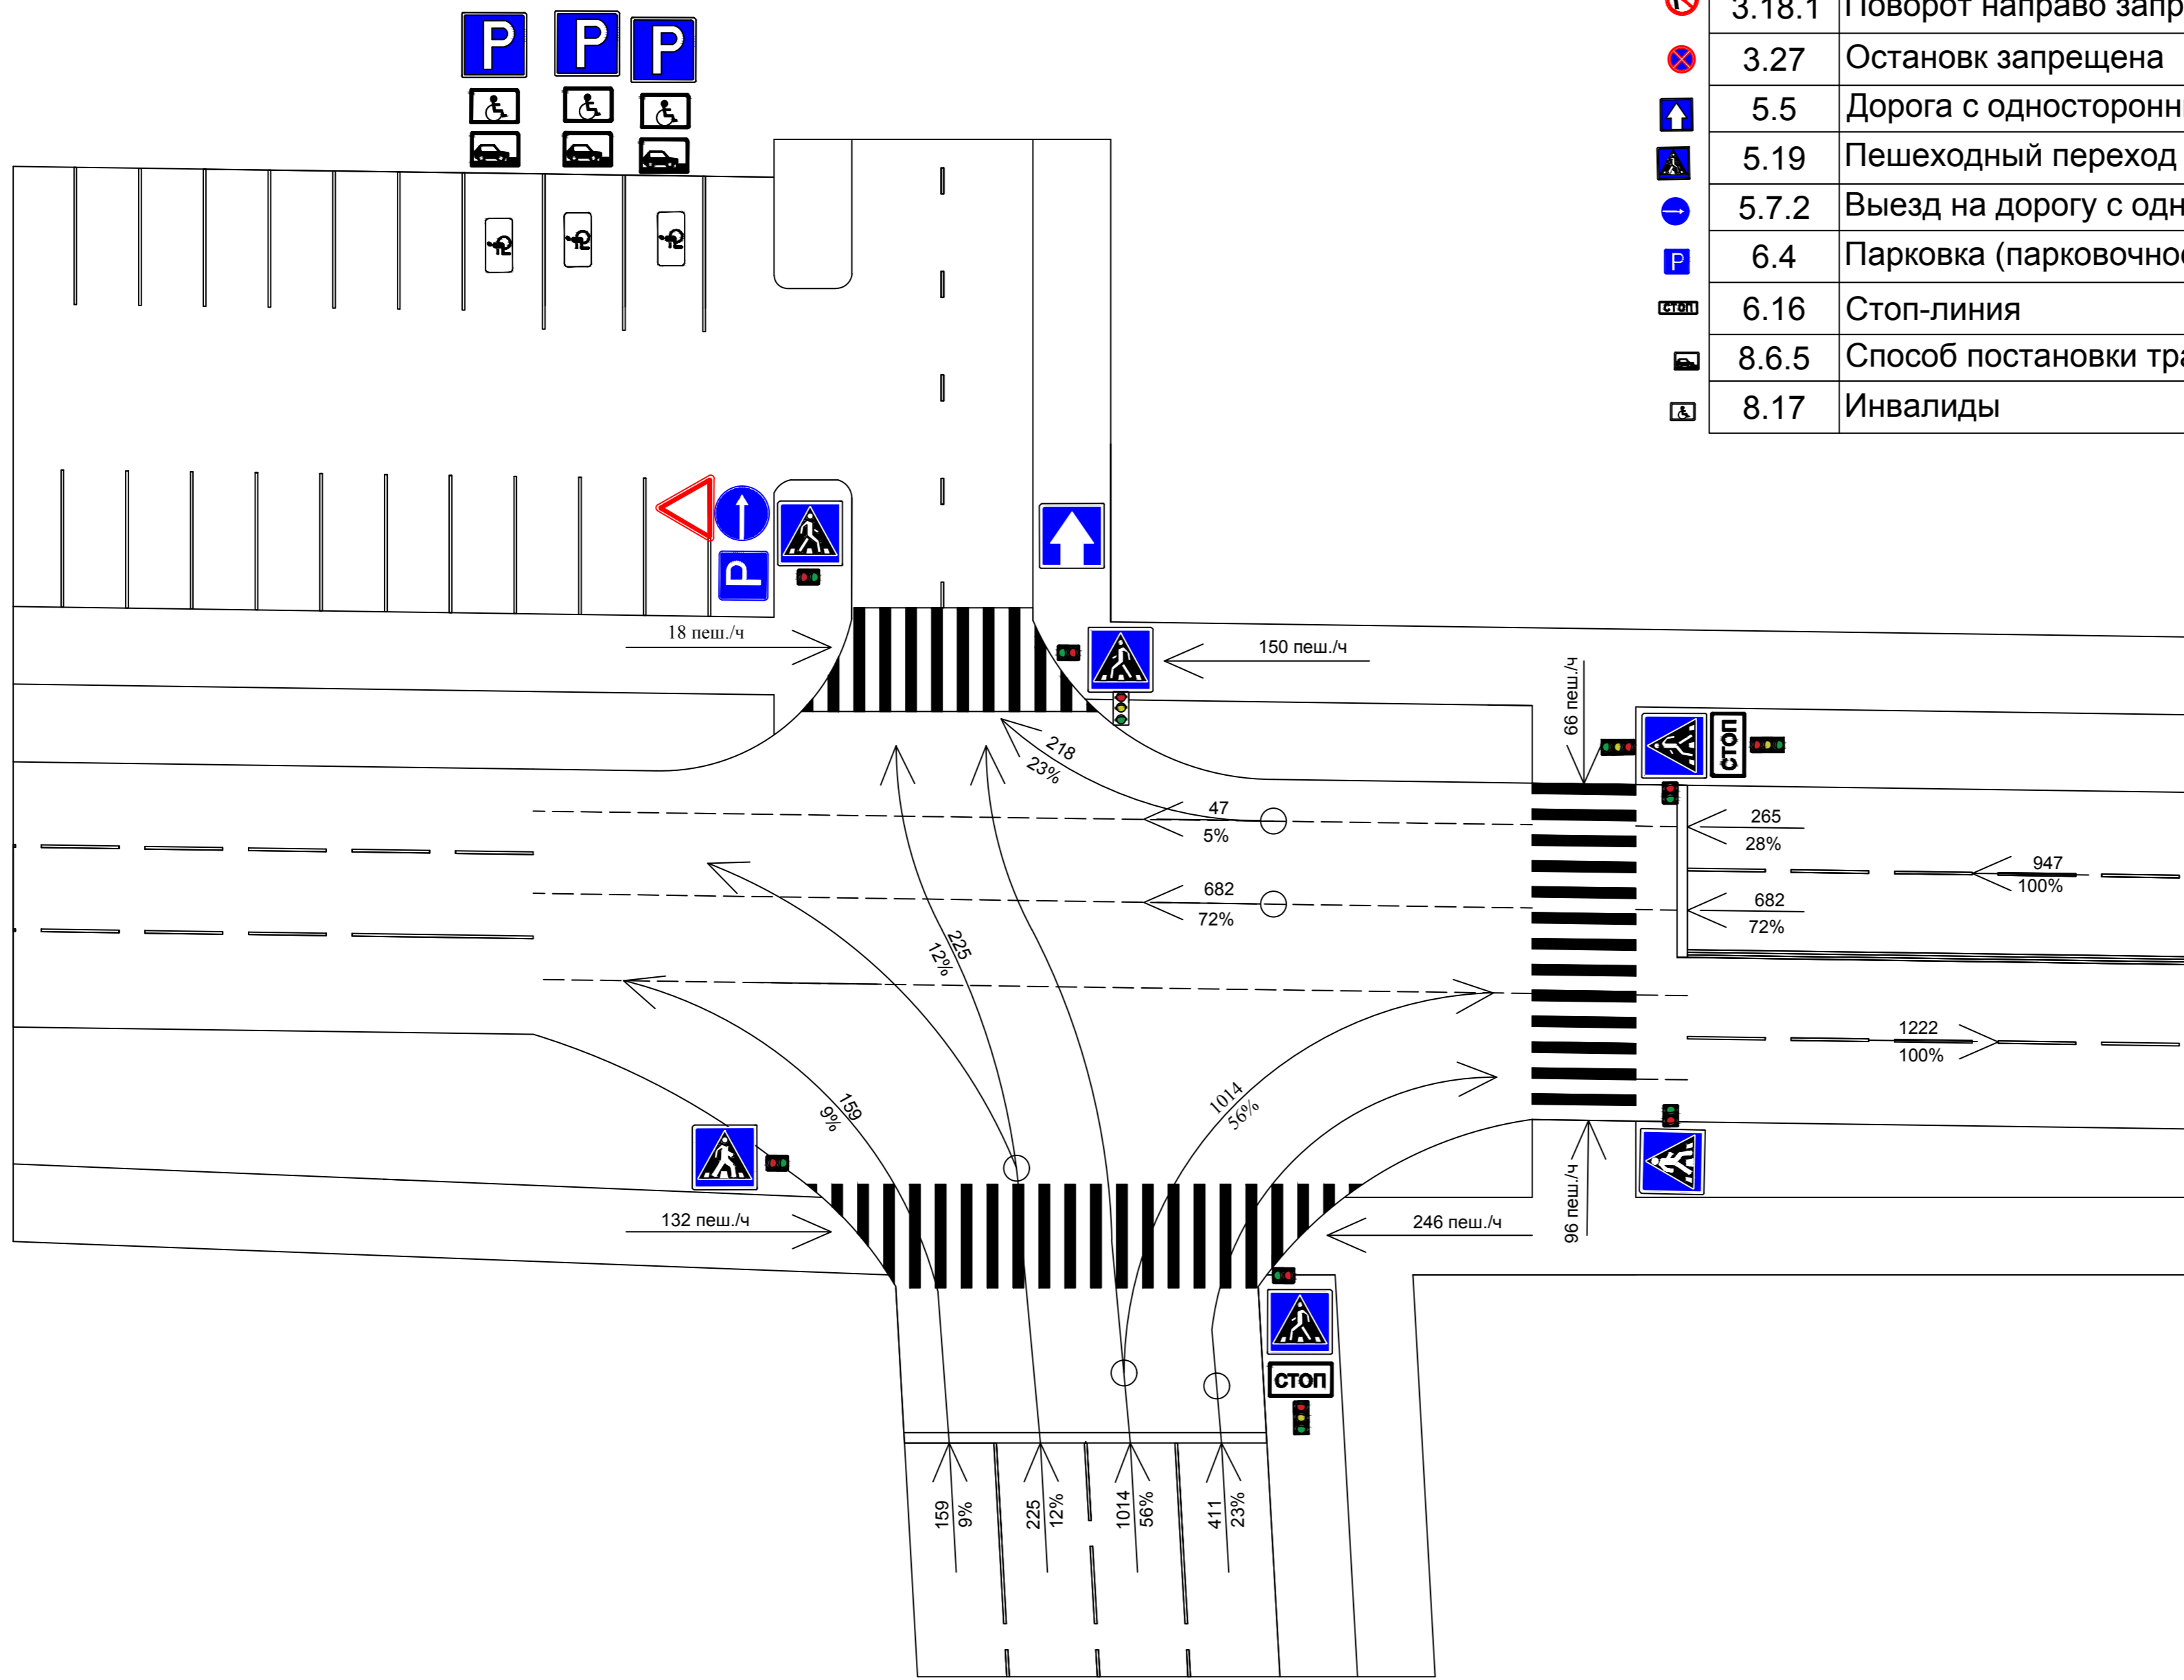 P P P
3.18.1 Поворот направо запр
3.27 Остановк запрещена
5.5 Дорога с односторонн
5.19 Пешеходный переход
5.7.2 Выезд на дорогу с одн
P 6.4 Парковка (парковочно
стоп 6.16 Стоп-линия
8.6.5 Способ постановки тра
8.17 Инвалиды
P
18 пеш./ч
150 пеш./ч
66 пеш./ч
стоп
218
23%
47
5%
265
28%
947
100%
682
72%
682
72%
225
12%
1222
100%
159
9%
1014
56%
132 пеш./ч
246 пеш./ч
96 пеш./ч
стоп
159
9%
225
12%
1014
56%
411
23%